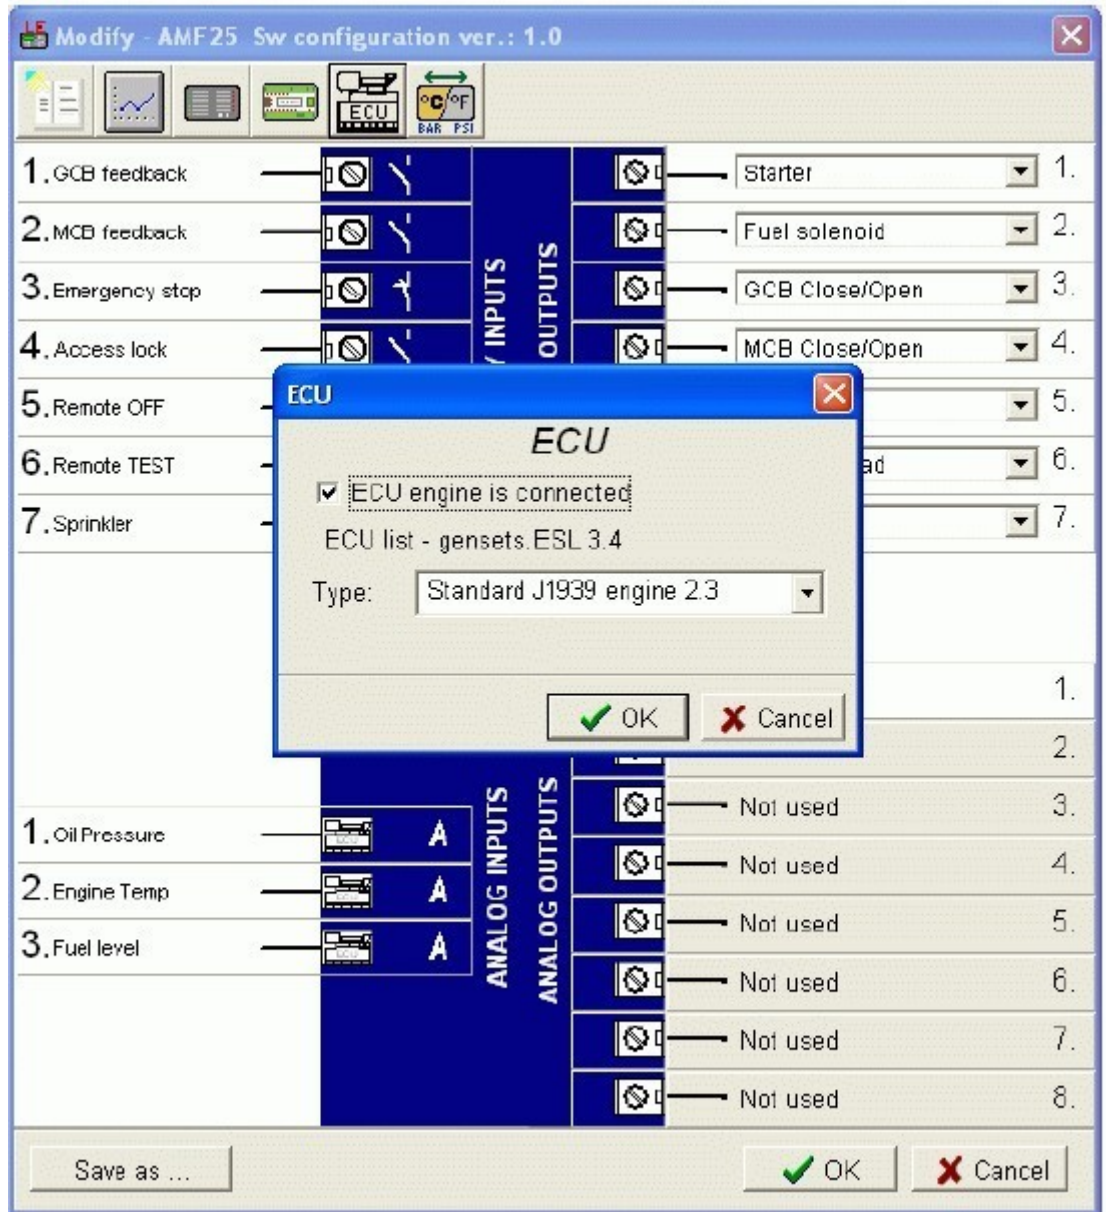 Modify - AMF25 Sw configuration ver.: 1.0
ECU
°C/°F
BAR PSI
1. GCB feedback
Starter 1.
2. MCB feedback
Fuel solenoid 2.
3. Emergency stop
GCB Close/Open 3.
4. Access lock
MCB Close/Open 4.
INPUTS
OUTPUTS
5. Remote OFF
5.
6. Remote TEST
ad 6.
7. Sprinkler
7.
ECU
ECU
ECU engine is connected
ECU list - gensets.ESL 3.4
Type: Standard J1939 engine 2.3
OK Cancel
1.
2.
Not used 3.
1. Oil Pressure
A
Not used 4.
2. Engine Temp
A
Not used 5.
3. Fuel level
A
ANALOG INPUTS
ANALOG OUTPUTS
Not used 6.
Not used 7.
Not used 8.
Save as ...
OK Cancel